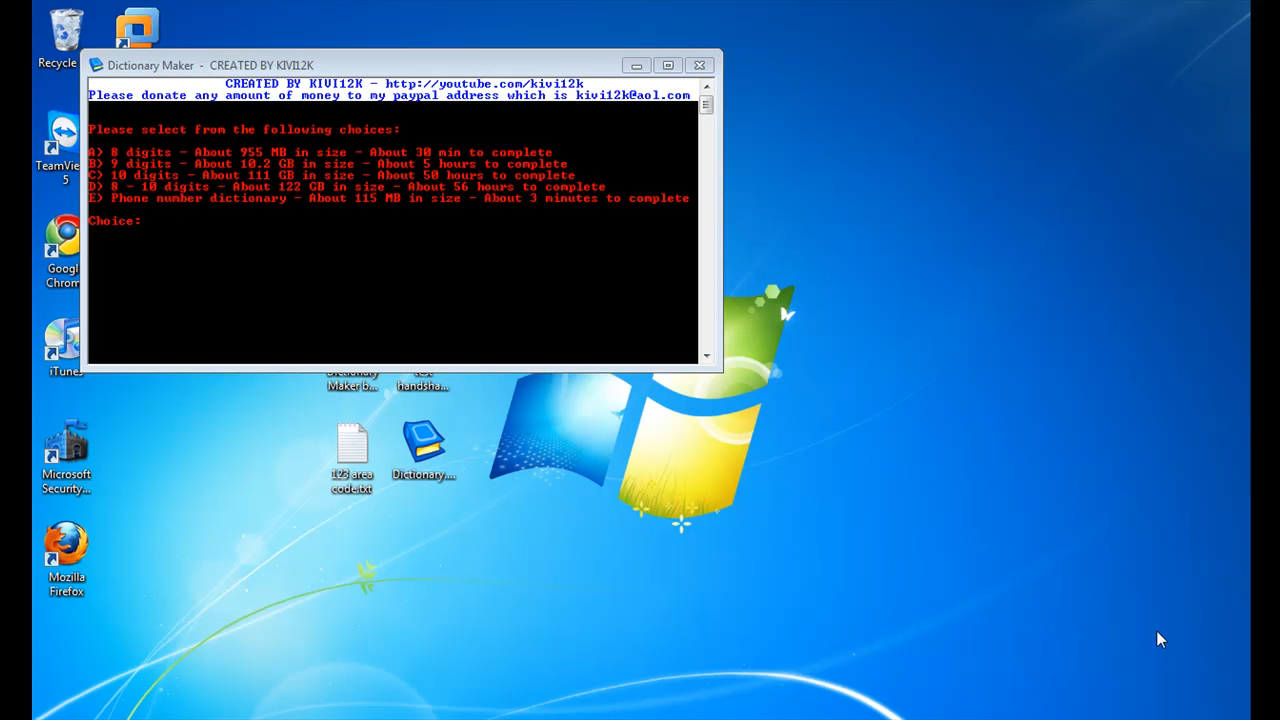 Recycle
Dictionary Maker - CREATED BY KIVI12K
CREATED BY KIVI12K - http://youtube.com/kivi12k
Please donate any amount of money to my paypal address which is kivi12k@aol.com
Please select from the following choices:
A) 8 digits - About 955 MB in size - About 30 min to complete
B) 9 digits - About 10.2 GB in size - About 5 hours to complete
C) 10 digits - About 111 GB in size - About 50 hours to complete
D) 8 - 10 digits - About 122 GB in size - About 56 hours to complete
E) Phone number dictionary - About 115 MB in size - About 3 minutes to complete
Choice:
TeamVie
5
Google
Chrom
iTunes
Dictionary
Maker b...
test
handsha...
Microsoft
Security...
123 area
code.txt
Dictionary....
Mozilla
Firefox